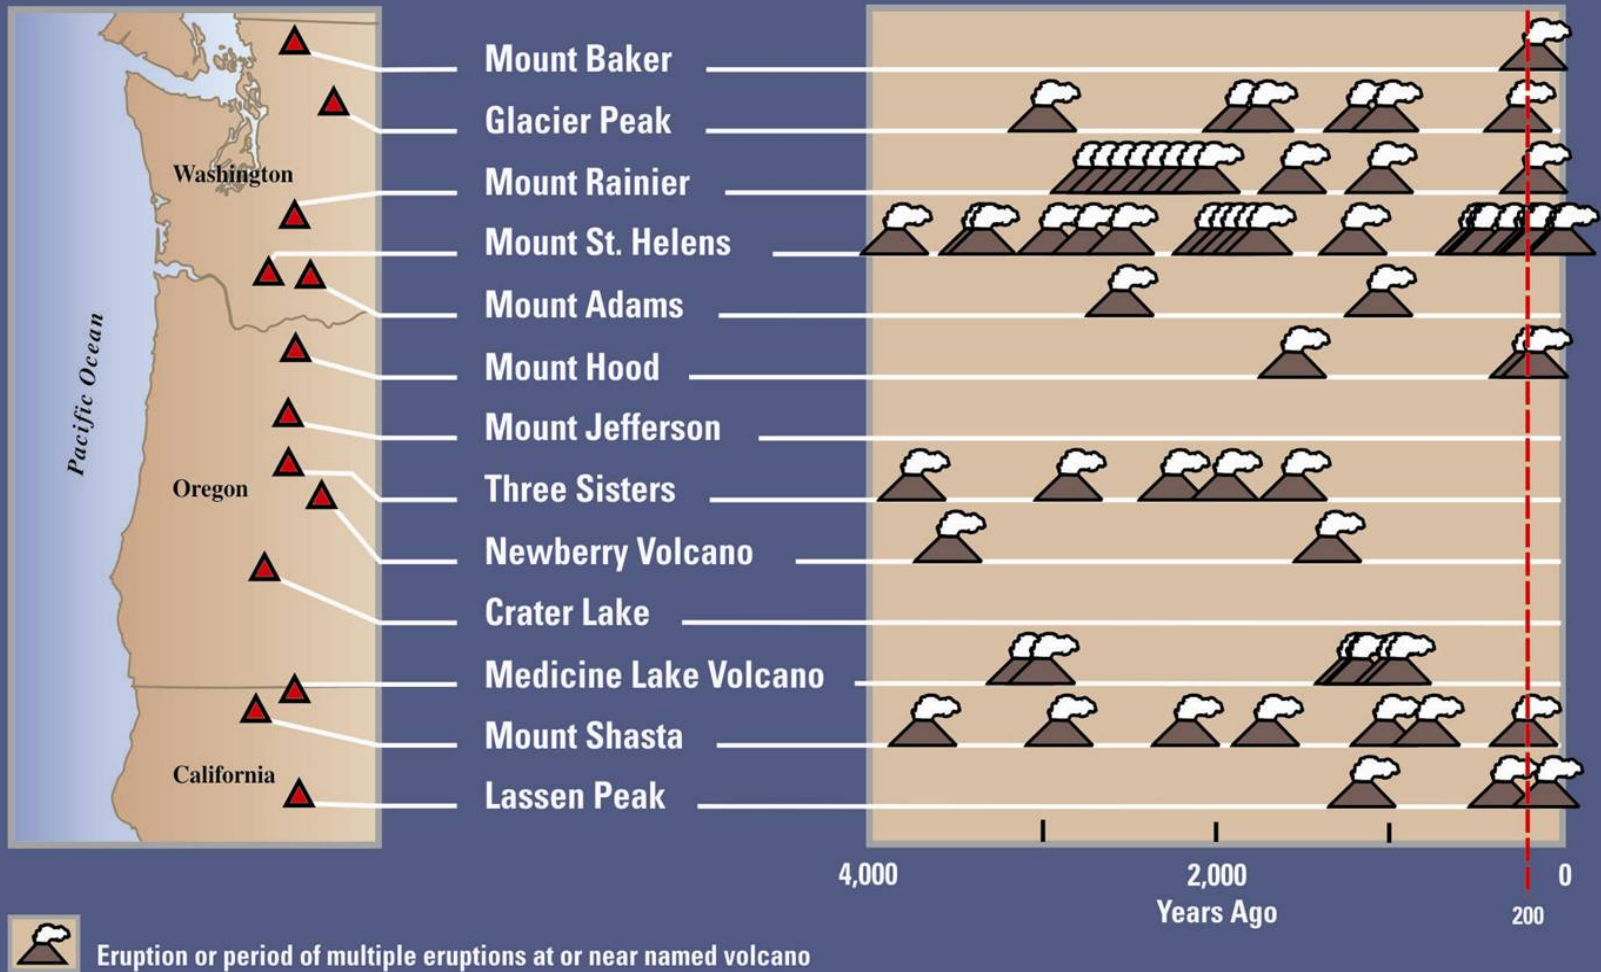 Washington
Pacific Ocean
Oregon
California
Mount Baker
Glacier Peak
Mount Rainier
Mount St. Helens
Mount Adams
Mount Hood
Mount Jefferson
Three Sisters
Newberry Volcano
Crater Lake
Medicine Lake Volcano
Mount Shasta
Lassen Peak
4,000
2,000
0
Years Ago
200
Eruption or period of multiple eruptions at or near named volcano